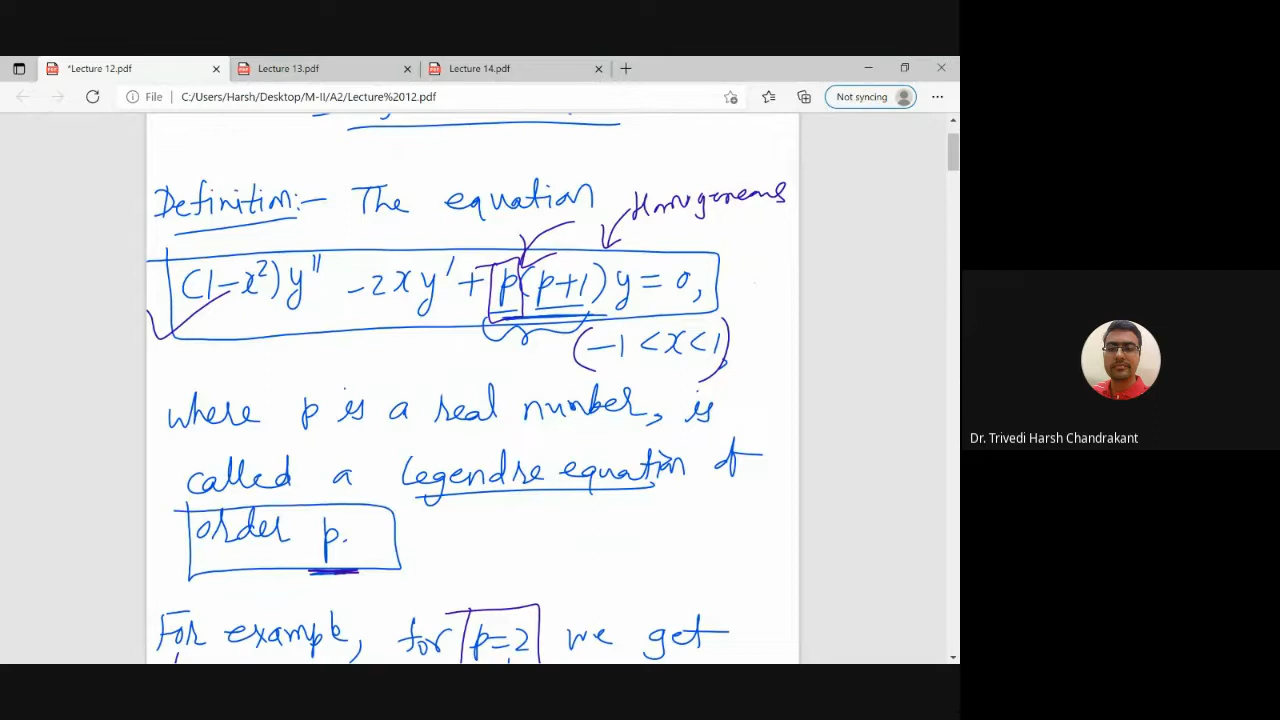 *Lecture 12.pdf
Lecture 13.pdf
Lecture 14.pdf
File
C:/Users/Harsh/Desktop/M-II/A2/Lecture%2012.pdf
Not syncing
Definition:- The equation
Homogeneous
(1-x²)y'' -2xy' + p(p+1)y = 0,
(-1 < x < 1)
where p is a real number, is
called a Legendre equation of
order p.
For example, for p=2 we get
Dr. Trivedi Harsh Chandrakant